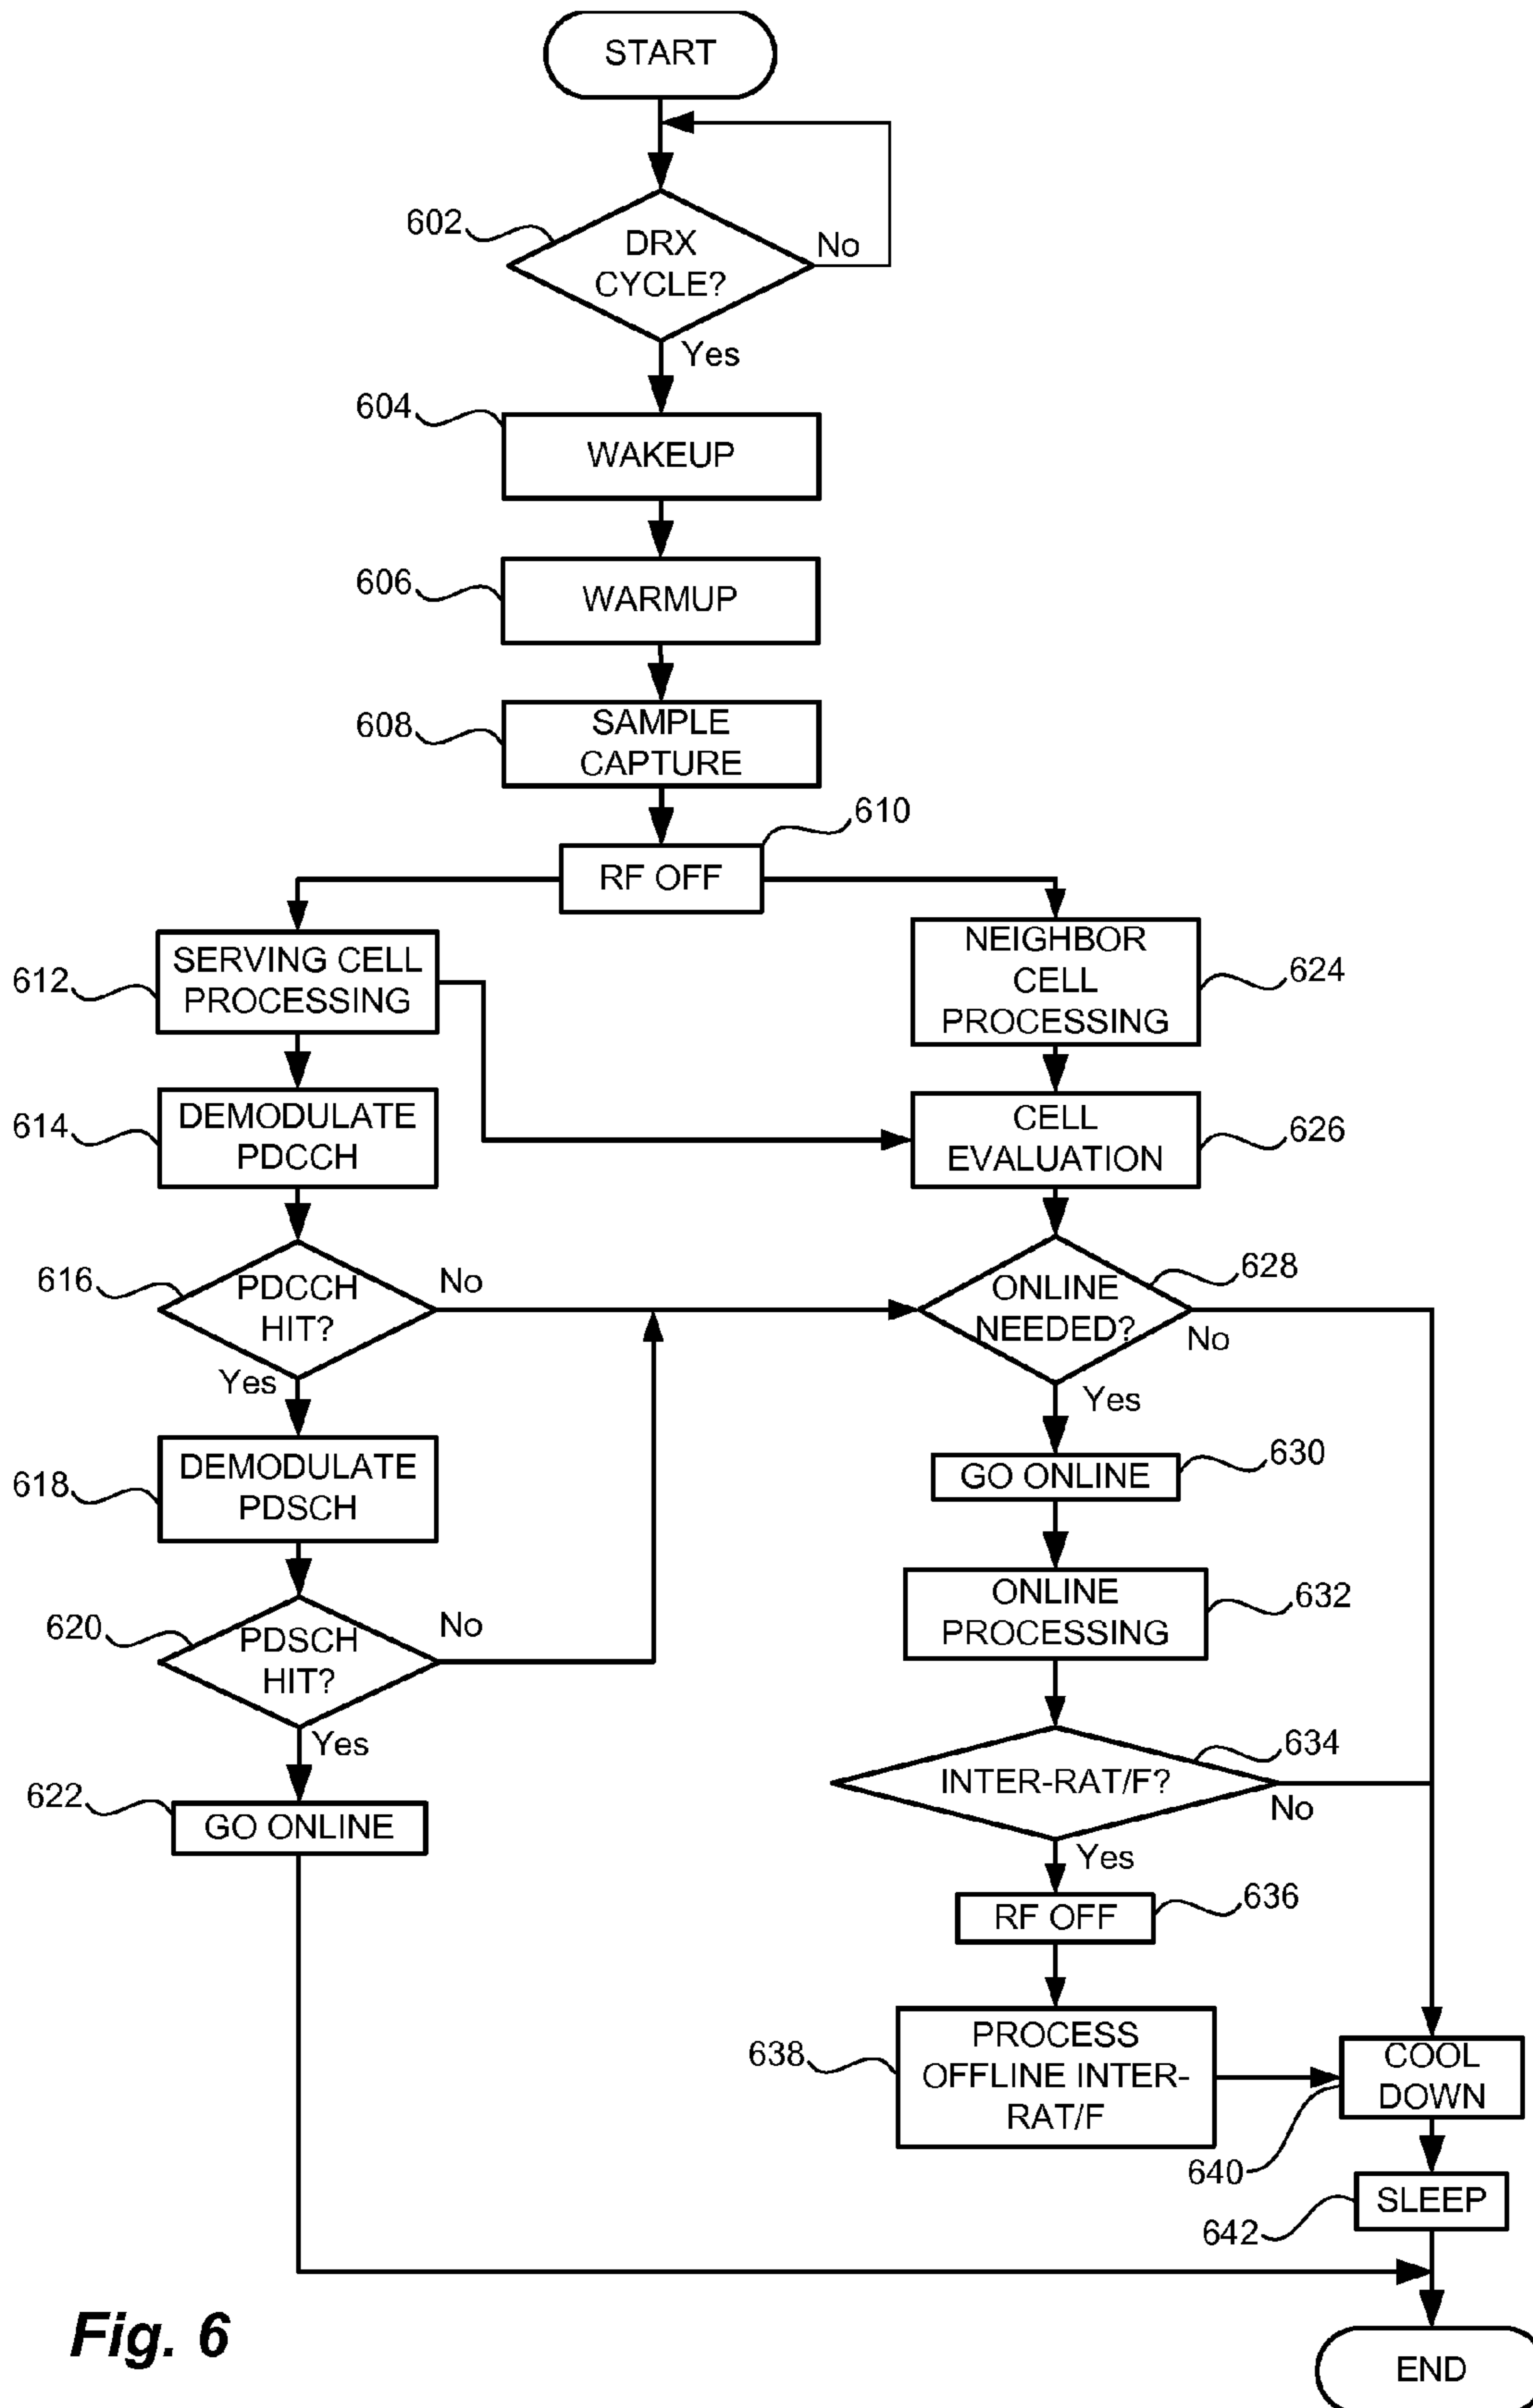 START
602
DRX
CYCLE?
No
Yes
604
WAKEUP
606
WARMUP
608
SAMPLE
CAPTURE
610
RF OFF
612
SERVING CELL
PROCESSING
NEIGHBOR
CELL
PROCESSING
624
614
DEMODULATE
PDCCH
CELL
EVALUATION
626
616
PDCCH
HIT?
No
Yes
628
ONLINE
NEEDED?
No
Yes
618
DEMODULATE
PDSCH
GO ONLINE
630
620
PDSCH
HIT?
No
Yes
ONLINE
PROCESSING
632
622
GO ONLINE
634
INTER-RAT/F?
No
Yes
RF OFF
636
638
PROCESS
OFFLINE INTER-
RAT/F
COOL
DOWN
640
SLEEP
642
END
Fig. 6